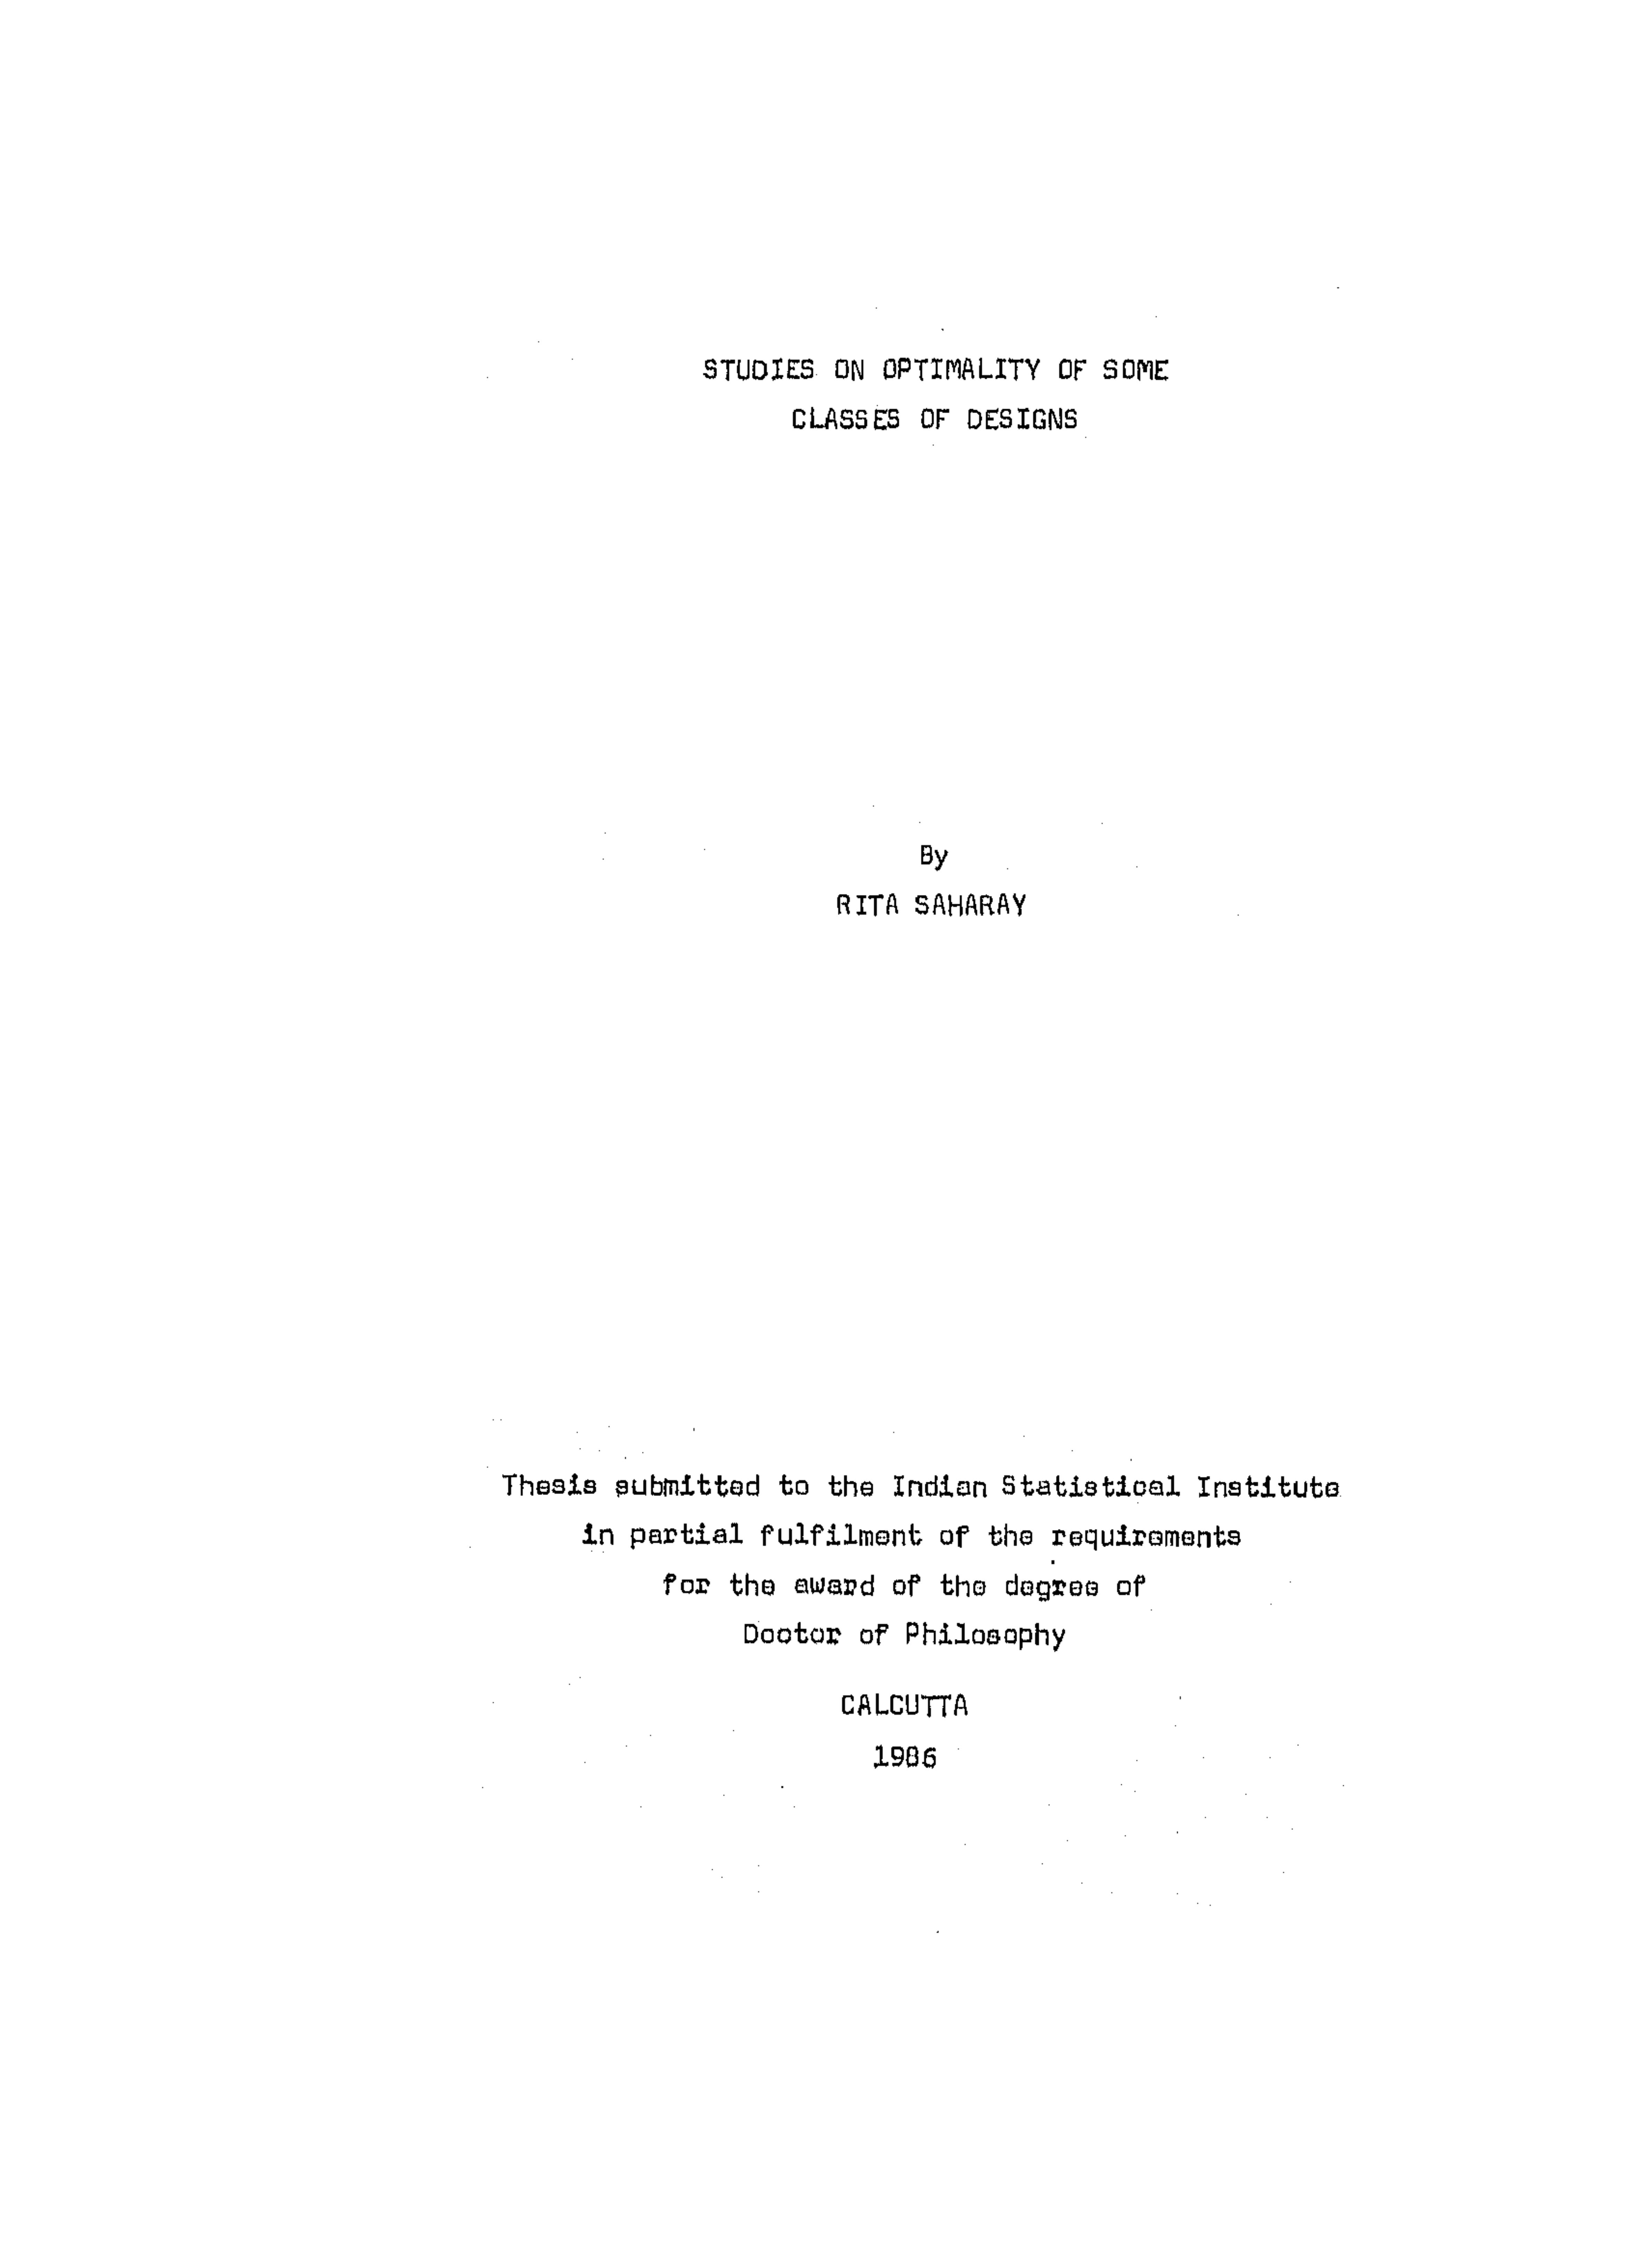 STUDIES ON OPTIMALITY OF SOME
CLASSES OF DESIGNS
By
RITA SAHARAY
Thesis submitted to the Indian Statistical Institute
in partial fulfilment of the requirements
for the award of the degree of
Doctor of Philosophy
CALCUTTA
1986